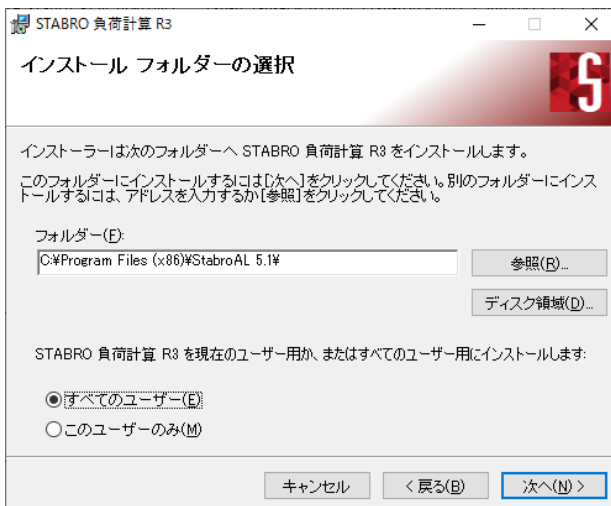 STABRO 負荷計算 R3
インストール フォルダーの選択
S
インストーラーは次のフォルダーへ STABRO 負荷計算 R3 をインストールします。
このフォルダーにインストールするには[次へ]をクリックしてください。別のフォルダーにインス
トールするには、アドレスを入力するか[参照]をクリックしてください。
フォルダー(F):
C:¥Program Files (x86)¥StabroAL 5.1¥
参照(R)...
ディスク領域(D)...
STABRO 負荷計算 R3 を現在のユーザー用か、またはすべてのユーザー用にインストールします:
すべてのユーザー(E)
このユーザーのみ(M)
キャンセル
< 戻る(B)
次へ(N) >